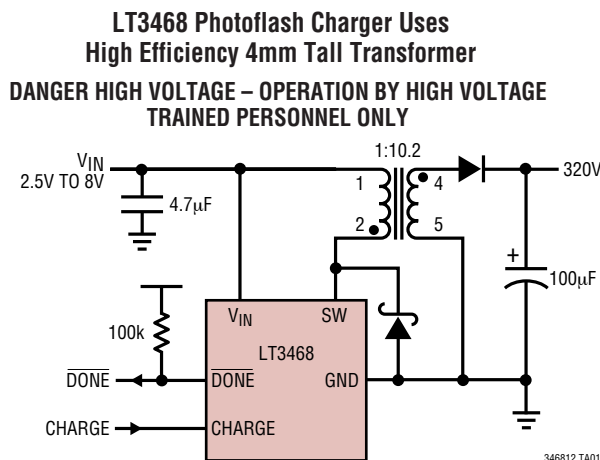 LT3468 Photoflash Charger Uses
High Efficiency 4mm Tall Transformer
DANGER HIGH VOLTAGE – OPERATION BY HIGH VOLTAGE
TRAINED PERSONNEL ONLY
1:10.2
VIN
2.5V TO 8V
1
4
320V
4.7µF
2
5
+
100µF
100k
VIN
SW
LT3468
DONE
DONE
GND
CHARGE
CHARGE
346812 TA01